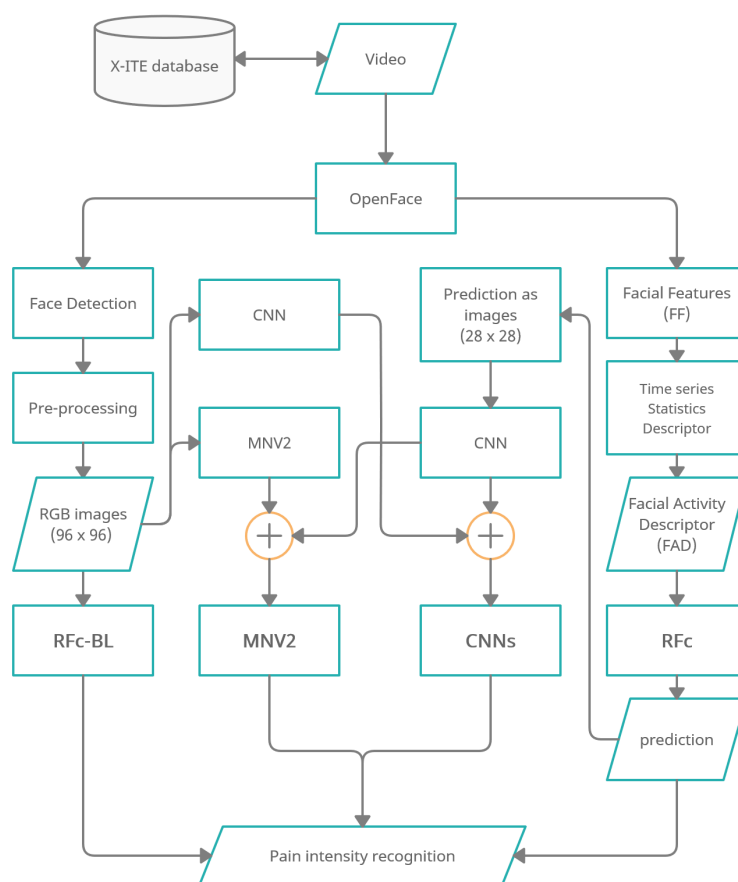 X-ITE database
Video
OpenFace
Face Detection
CNN
Prediction as
images
(28 x 28)
Facial Features
(FF)
Pre-processing
MNV2
CNN
Time series
Statistics
Descriptor
RGB images
(96 x 96)
Facial Activity
Descriptor
(FAD)
RFc-BL
MNV2
CNNs
RFc
prediction
Pain intensity recognition